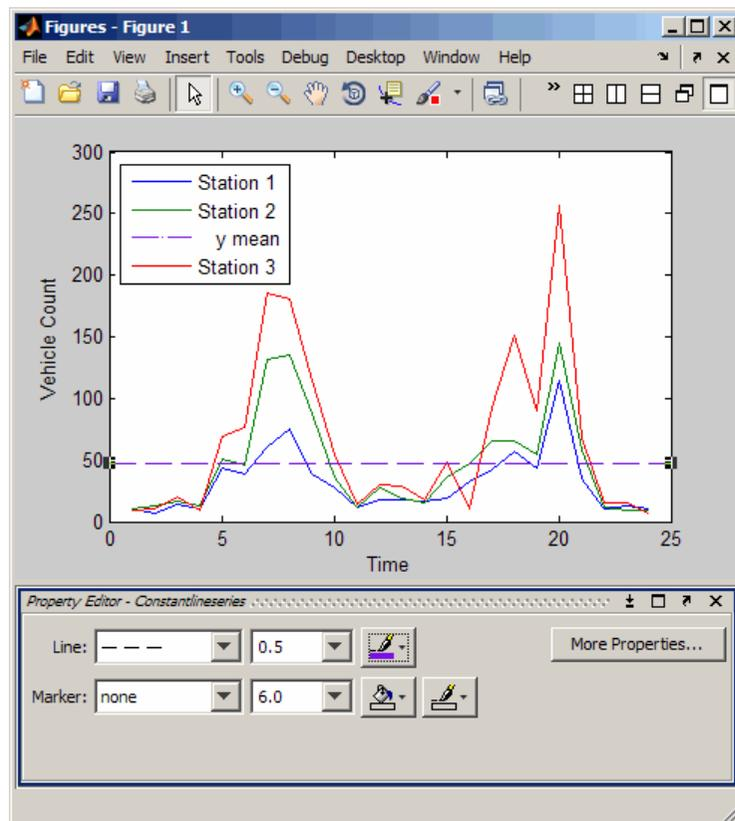 Figures - Figure 1
File Edit View Insert Tools Debug Desktop Window Help
300
250
200
150
100
50
0
Vehicle Count
Station 1
Station 2
y mean
Station 3
0 5 10 15 20 25
Time
Property Editor - Constantlineseries
Line: 0.5 More Properties...
Marker: none 6.0